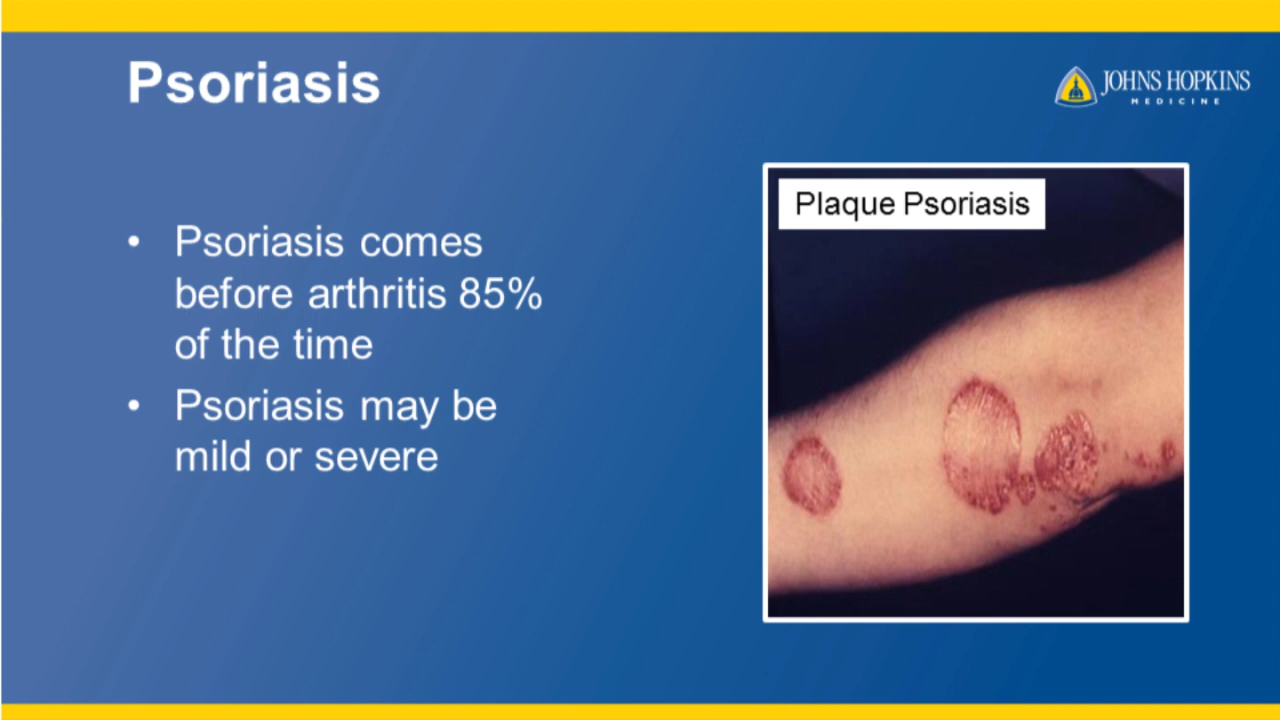 Psoriasis
JOHNS HOPKINS
MEDICINE
Plaque Psoriasis
• Psoriasis comes
before arthritis 85%
of the time
• Psoriasis may be
mild or severe